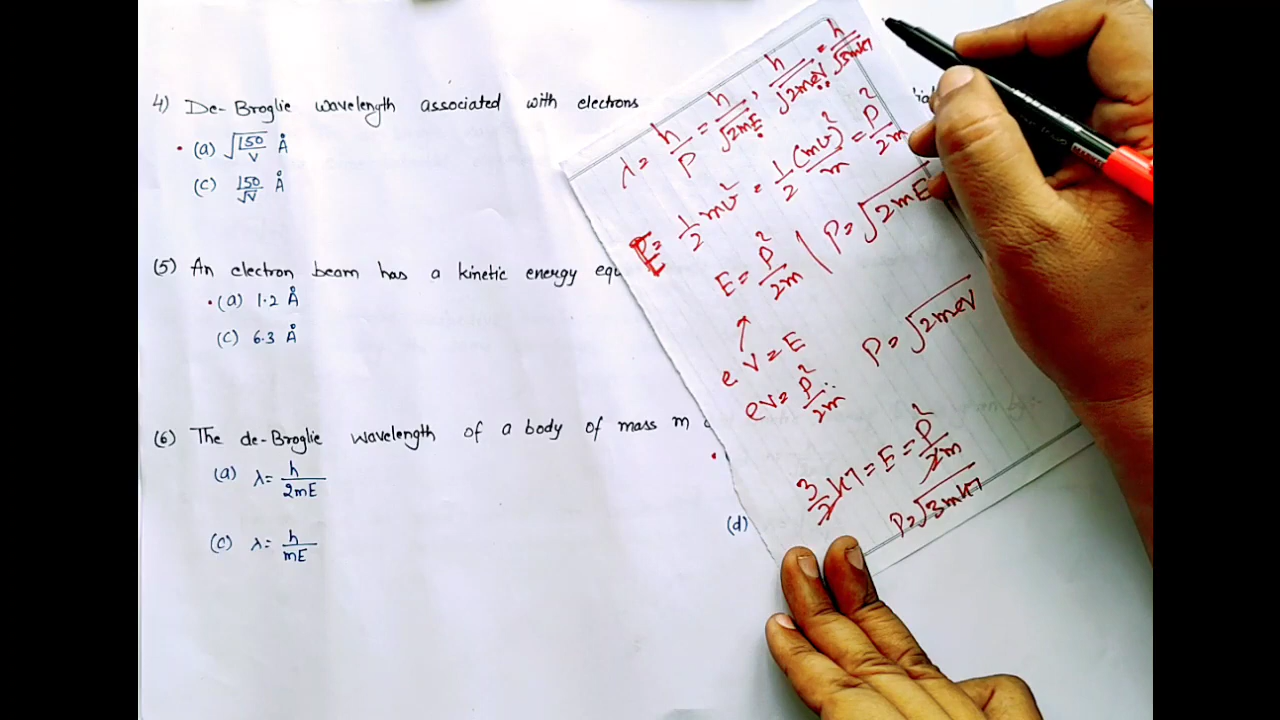 4) De-Broglie wavelength associated with electrons
• (a) √150/V Å
(c) 150/√V Å
(5) An electron beam has a kinetic energy equ
• (a) 1.2 Å
(c) 6.3 Å
(6) The de-Broglie wavelength of a body of mass m
(a) λ = h/2mE
(c) λ = h/mE
(d)
λ = h/P = h/√2mE, h/√2meV = h/√3mkT
E = 1/2 mv² = 1/2 (mv)²/m = P²/2m
E = P²/2m | P = √2mE
eV = E
eV = P²/2m
P = √2meV
3/2 kT = E = P²/2m
P = √3mkT